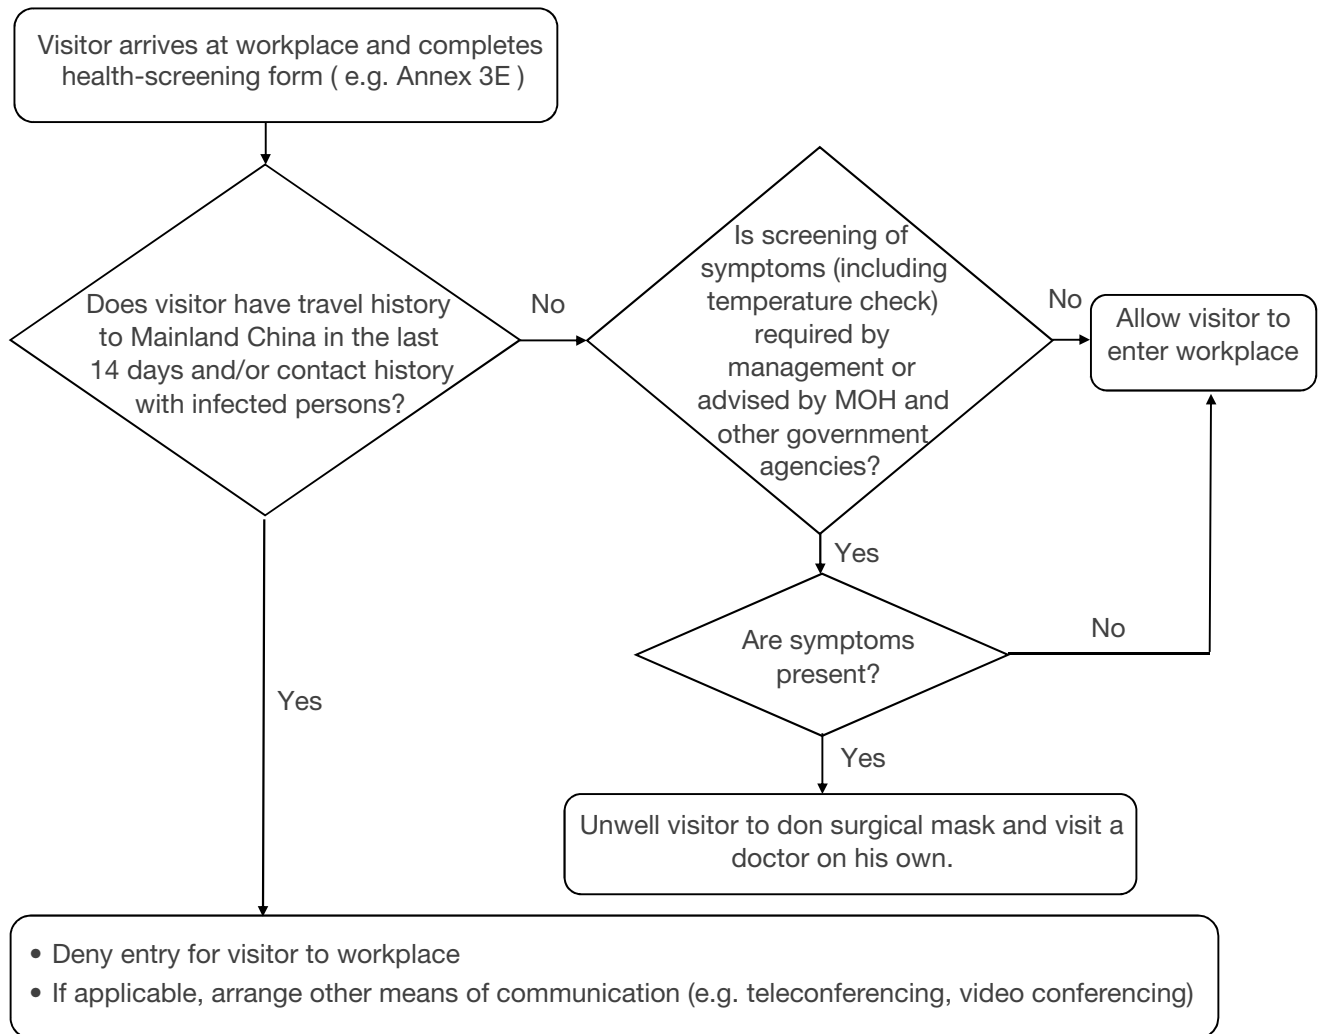 Visitor arrives at workplace and completes
health-screening form ( e.g. Annex 3E )
Does visitor have travel history
to Mainland China in the last
14 days and/or contact history
with infected persons?
No
Is screening of
symptoms (including
temperature check)
required by
management or
advised by MOH and
other government
agencies?
No
Allow visitor to
enter workplace
Yes
Are symptoms
present?
No
Yes
Yes
Unwell visitor to don surgical mask and visit a
doctor on his own.
• Deny entry for visitor to workplace
• If applicable, arrange other means of communication (e.g. teleconferencing, video conferencing)